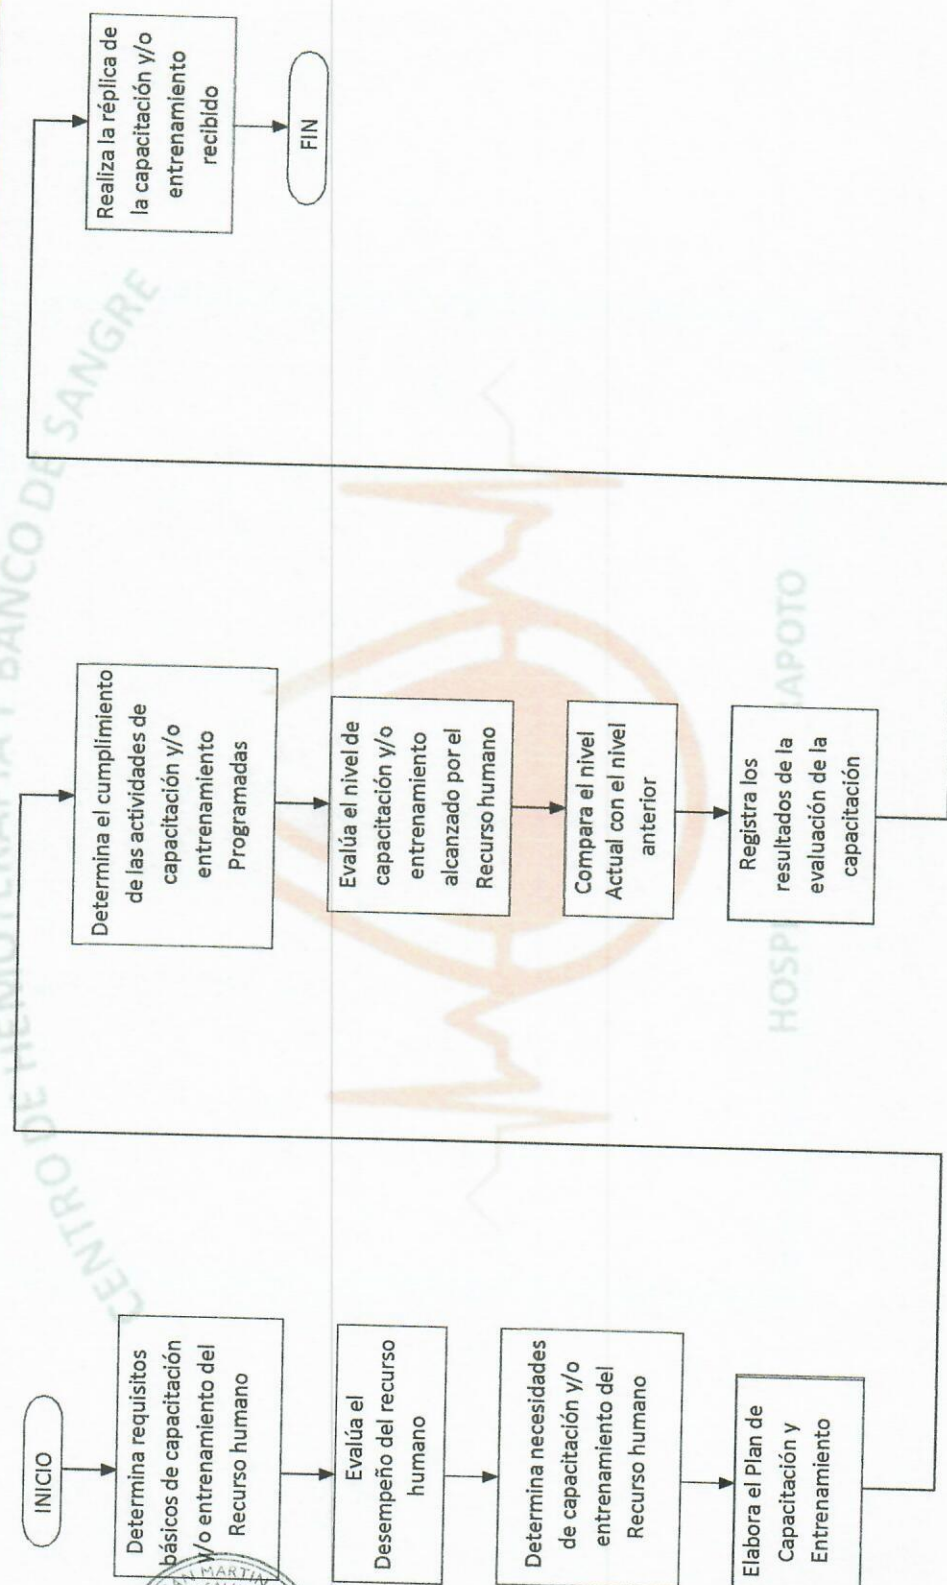 CENTRO DE HEMOTERAPIA Y BANCO DE SANGRE
INICIO
Determina requisitos
básicos de capacitación
y/o entrenamiento del
Recurso humano
Evalúa el
Desempeño del recurso
humano
Determina necesidades
de capacitación y/o
entrenamiento del
Recurso humano
Elabora el Plan de
Capacitación y
Entrenamiento
Determina el cumplimiento
de las actividades de
capacitación y/o
entrenamiento
Programadas
Evalúa el nivel de
capacitación y/o
entrenamiento
alcanzado por el
Recurso humano
Compara el nivel
Actual con el nivel
anterior
Registra los
resultados de la
evaluación de la
capacitación
Realiza la réplica de
la capacitación y/o
entrenamiento
recibido
FIN
SAN MARTIN
HOSPI APOTO